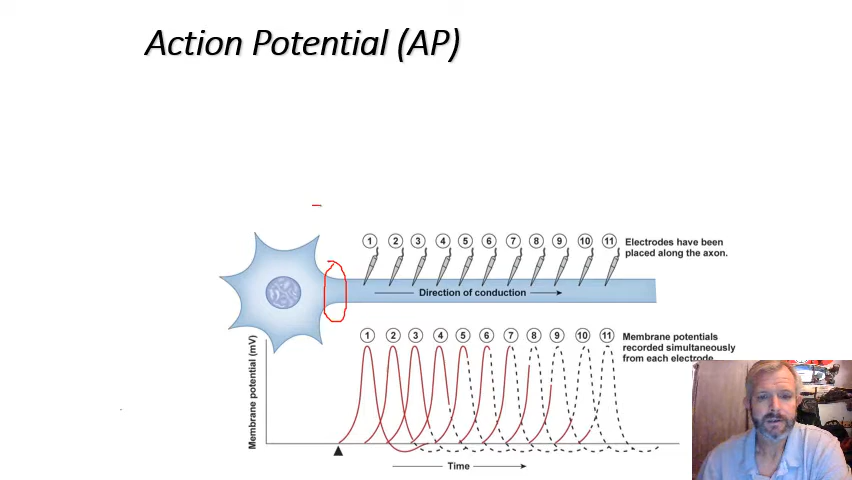 Action Potential (AP)
1 2 3 4 5 6 7 8 9 10 11
Electrodes have been
placed along the axon.
Direction of conduction
1 2 3 4 5 6 7 8 9 10 11
Membrane potentials
recorded simultaneously
from each electrode
Membrane potential (mV)
Time